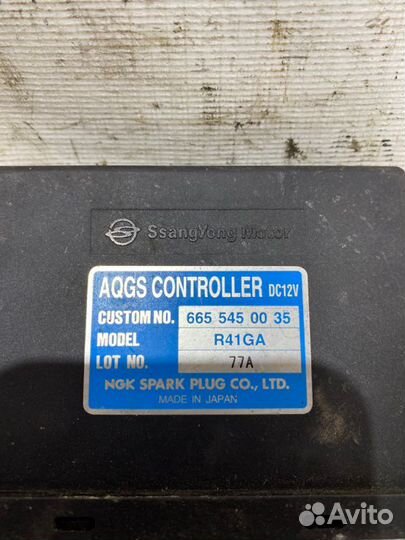 SsangYong Motor
AQGS CONTROLLER DC12V
CUSTOM NO. 665 545 00 35
MODEL R41GA
LOT NO. 77A
NGK SPARK PLUG CO., LTD.
MADE IN JAPAN
Avito